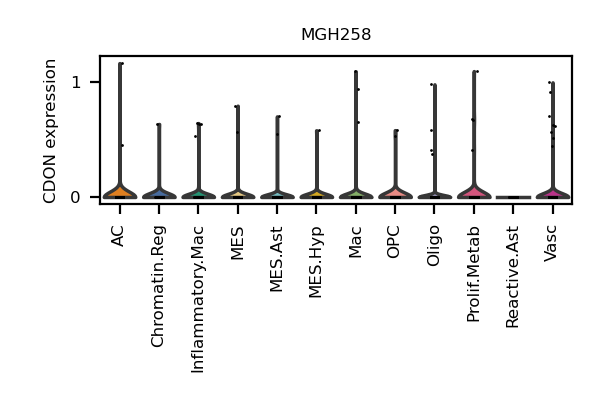 MGH258
CDON expression
1
0
AC
Chromatin.Reg
Inflammatory.Mac
MES
MES.Ast
MES.Hyp
Mac
OPC
Oligo
Prolif.Metab
Reactive.Ast
Vasc